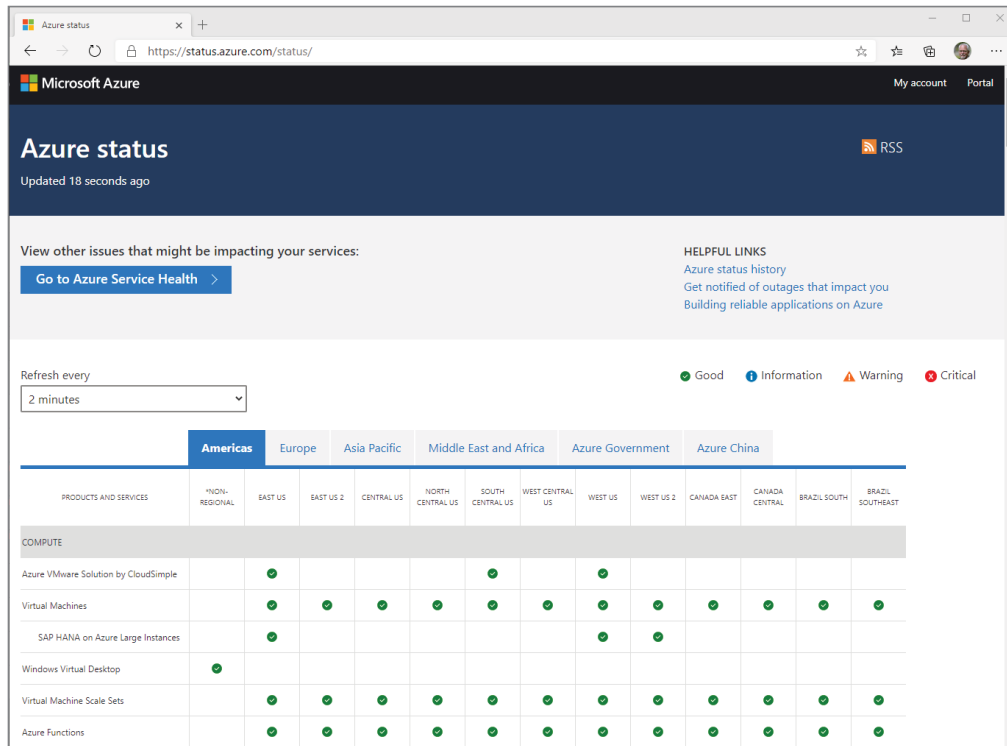 Azure status
https://status.azure.com/status/
Microsoft Azure
My account Portal
Azure status
RSS
Updated 18 seconds ago
View other issues that might be impacting your services:
Go to Azure Service Health
HELPFUL LINKS
Azure status history
Get notified of outages that impact you
Building reliable applications on Azure
Refresh every
2 minutes
Good Information Warning Critical
Americas Europe Asia Pacific Middle East and Africa Azure Government Azure China
PRODUCTS AND SERVICES *NON-REGIONAL EAST US EAST US 2 CENTRAL US NORTH CENTRAL US SOUTH CENTRAL US WEST CENTRAL US WEST US WEST US 2 CANADA EAST CANADA CENTRAL BRAZIL SOUTH BRAZIL SOUTHEAST
COMPUTE
Azure VMware Solution by CloudSimple
Virtual Machines
SAP HANA on Azure Large Instances
Windows Virtual Desktop
Virtual Machine Scale Sets
Azure Functions